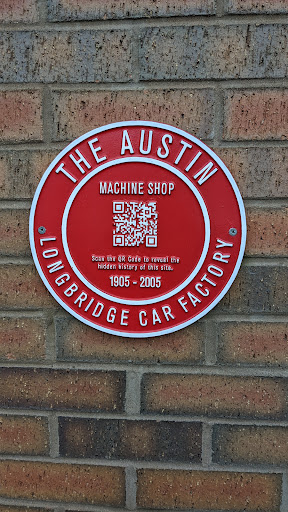 THE AUSTIN
MACHINE SHOP
Scan the QR Code to reveal the
hidden history of this site.
1905 - 2005
LONGBRIDGE CAR FACTORY